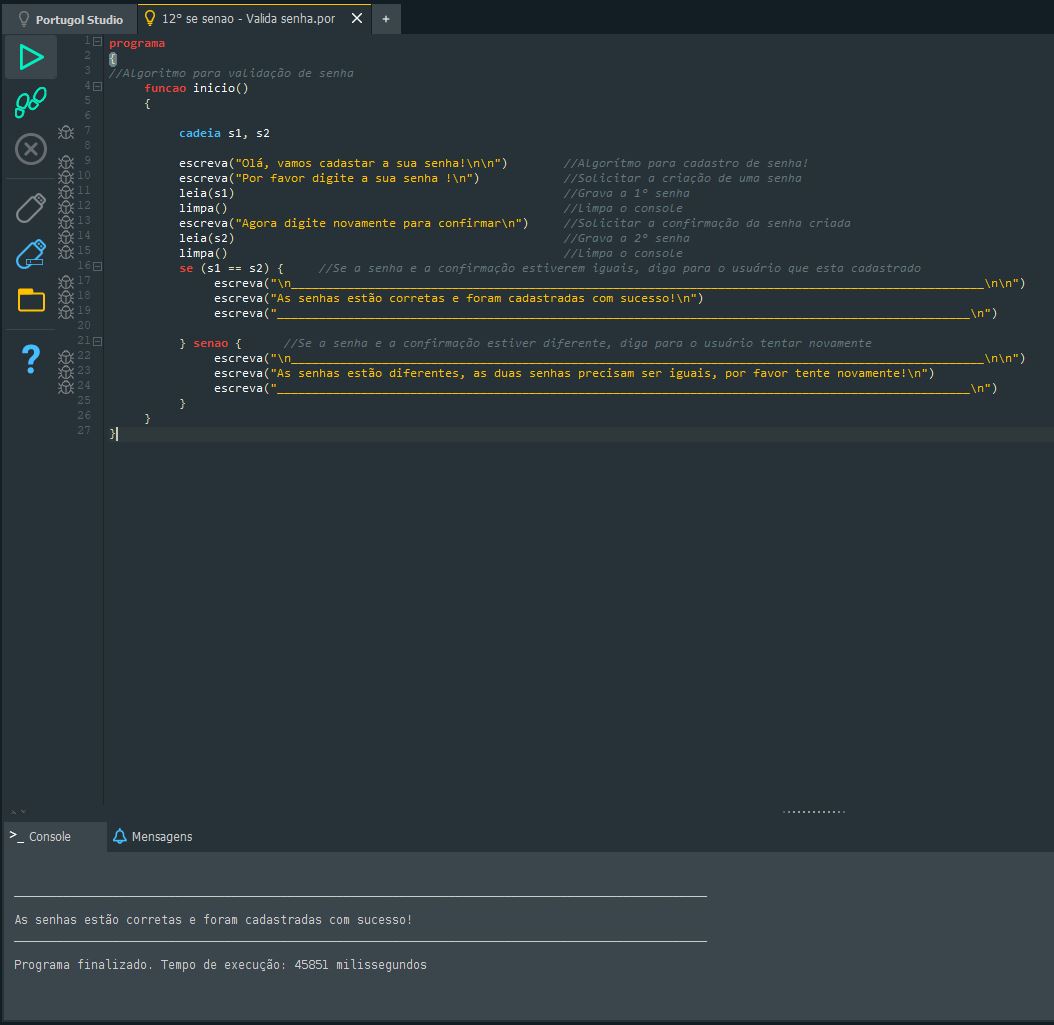 Portugol Studio
12° se senao - Valida senha.por
+
1 programa
2 {
3 //Algoritmo para validação de senha
4 funcao inicio()
5 {
6
7 cadeia s1, s2
8
9 escreva("Olá, vamos cadastar a sua senha!\n\n") //Algoritmo para cadastro de senha!
10 escreva("Por favor digite a sua senha !\n") //Solicitar a criação de uma senha
11 leia(s1) //Grava a 1° senha
12 limpa() //Limpa o console
13 escreva("Agora digite novamente para confirmar\n") //Solicitar a confirmação da senha criada
14 leia(s2) //Grava a 2° senha
15 limpa() //Limpa o console
16 se (s1 == s2) { //Se a senha e a confirmação estiverem iguais, diga para o usuário que esta cadastrado
17 escreva("\n___________________________________________________________________________________________________\n\n")
18 escreva("As senhas estão corretas e foram cadastradas com sucesso!\n")
19 escreva("___________________________________________________________________________________________________\n")
20
21 } senao { //Se a senha e a confirmação estiver diferente, diga para o usuário tentar novamente
22 escreva("\n___________________________________________________________________________________________________\n\n")
23 escreva("As senhas estão diferentes, as duas senhas precisam ser iguais, por favor tente novamente!\n")
24 escreva("___________________________________________________________________________________________________\n")
25 }
26 }
27 }
>_ Console
Mensagens
___________________________________________________________________________________________________
As senhas estão corretas e foram cadastradas com sucesso!
___________________________________________________________________________________________________
Programa finalizado. Tempo de execução: 45851 milissegundos